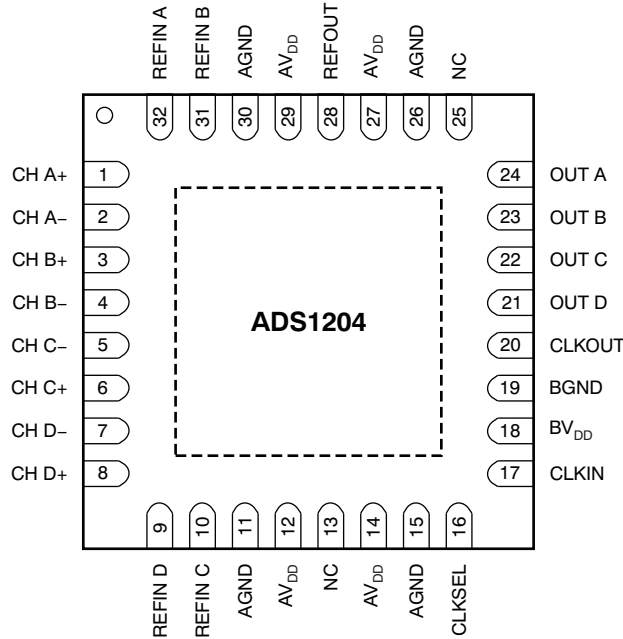 REFIN A
REFIN B
AGND
AVDD
REFOUT
AVDD
AGND
NC
32
31
30
29
28
27
26
25
CH A+ 1
CH A− 2
CH B+ 3
CH B− 4
CH C− 5
CH C+ 6
CH D− 7
CH D+ 8
ADS1204
24 OUT A
23 OUT B
22 OUT C
21 OUT D
20 CLKOUT
19 BGND
18 BVDD
17 CLKIN
9
10
11
12
13
14
15
16
REFIN D
REFIN C
AGND
AVDD
NC
AVDD
AGND
CLKSEL